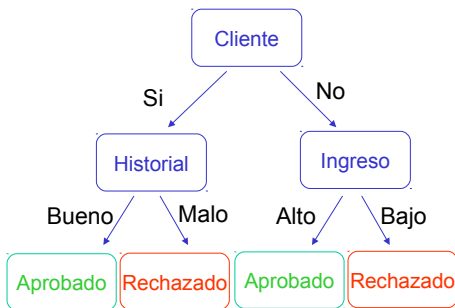 Cliente
Si No
Historial Ingreso
Bueno Malo Alto Bajo
Aprobado Rechazado Aprobado Rechazado